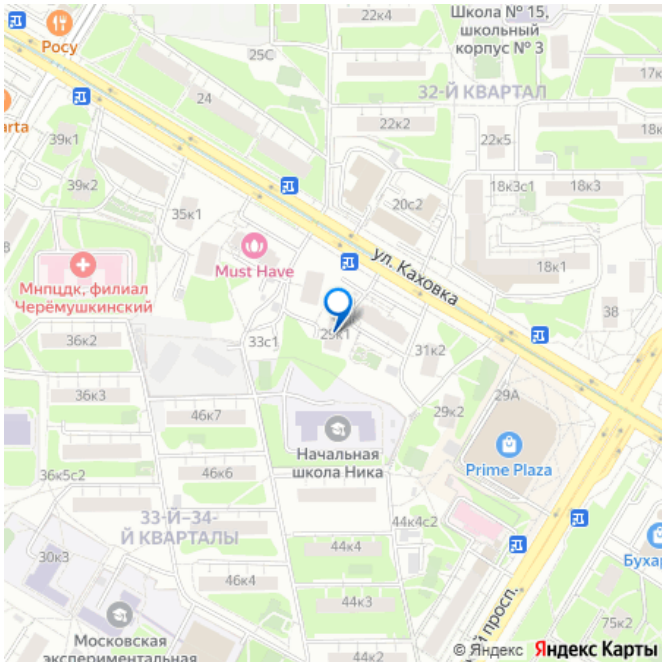 22к4
Школа № 15,
школьный
корпус № 3
Росу
25С
17к
32-Й КВАРТАЛ
24
arta
39к1
22к2
22к5
18к
39к2
18к3с1
18к3
20с2
35к1
8
ул. Каховка
Must Have
18к1
Мнпцдк, филиал
Черёмушкинский
38
36к2
33с1
29к1
31к2
36к3
29А
46к7
29к2
Начальная
школа Ника
Prime Plaza
36к5с2
46к6
33-Й–34-
Й КВАРТАЛЫ
44к4с2
44к4
30к3
Бухар
46к4
44к3
75к2
й просп.
Московская
экспериментальная
44к2
© Яндекс Яндекс Карты